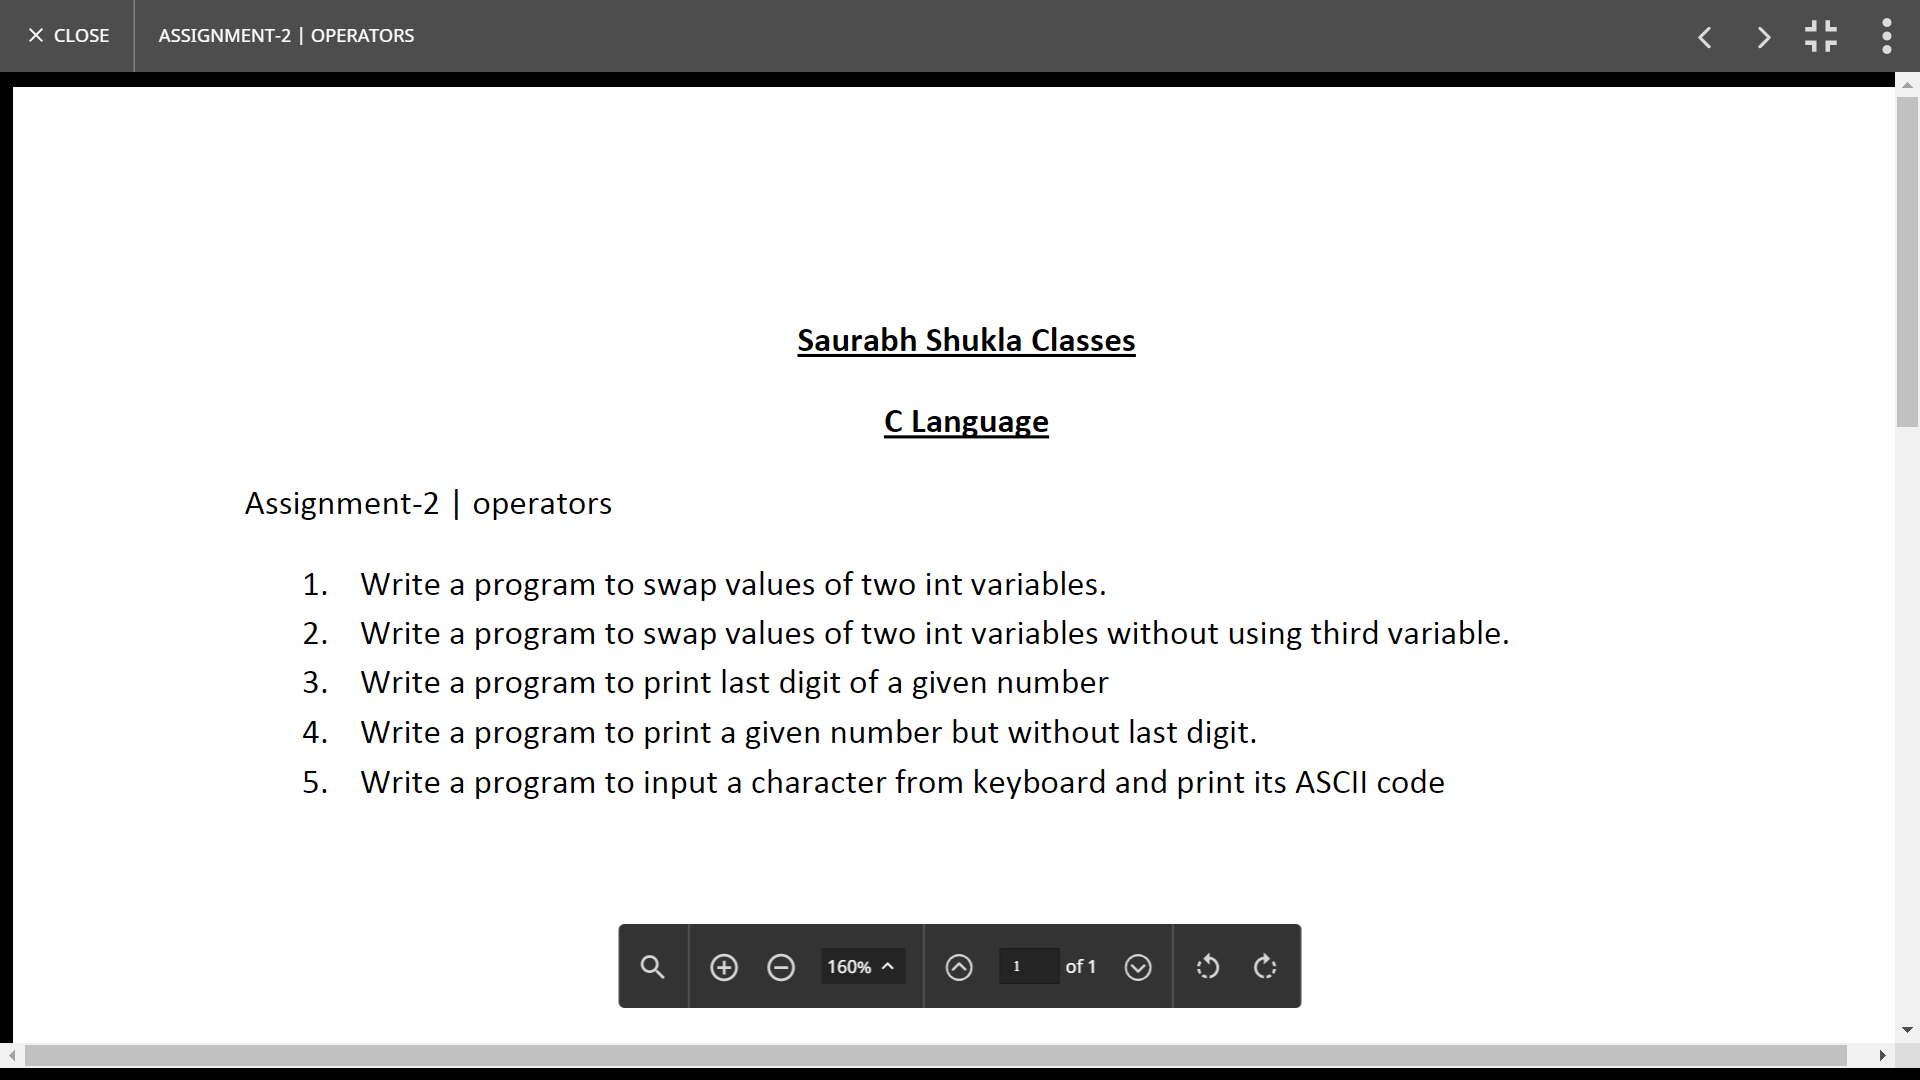 CLOSE
ASSIGNMENT-2 | OPERATORS
Saurabh Shukla Classes
C Language
Assignment-2 | operators
1. Write a program to swap values of two int variables.
2. Write a program to swap values of two int variables without using third variable.
3. Write a program to print last digit of a given number
4. Write a program to print a given number but without last digit.
5. Write a program to input a character from keyboard and print its ASCII code
160% 1 of 1